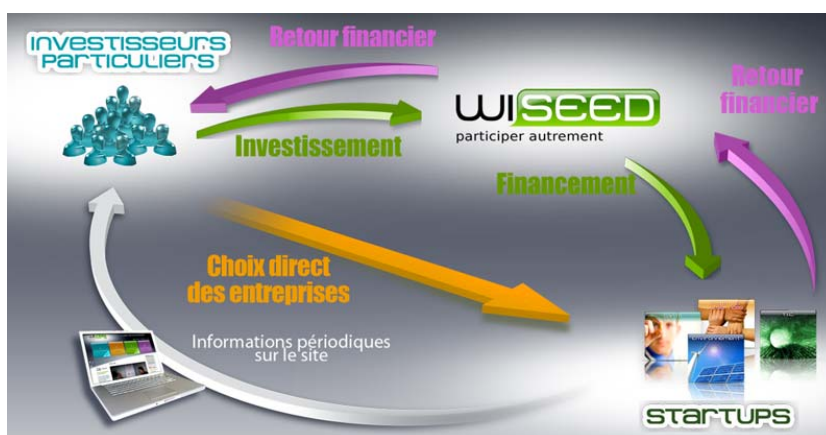 INVESTISSEURS
PARTICULIERS
Retour financier
WISEED
participer autrement
Retour
financier
Investissement
Financement
Choix direct
des entreprises
Informations périodiques
sur le site
STARTUPS